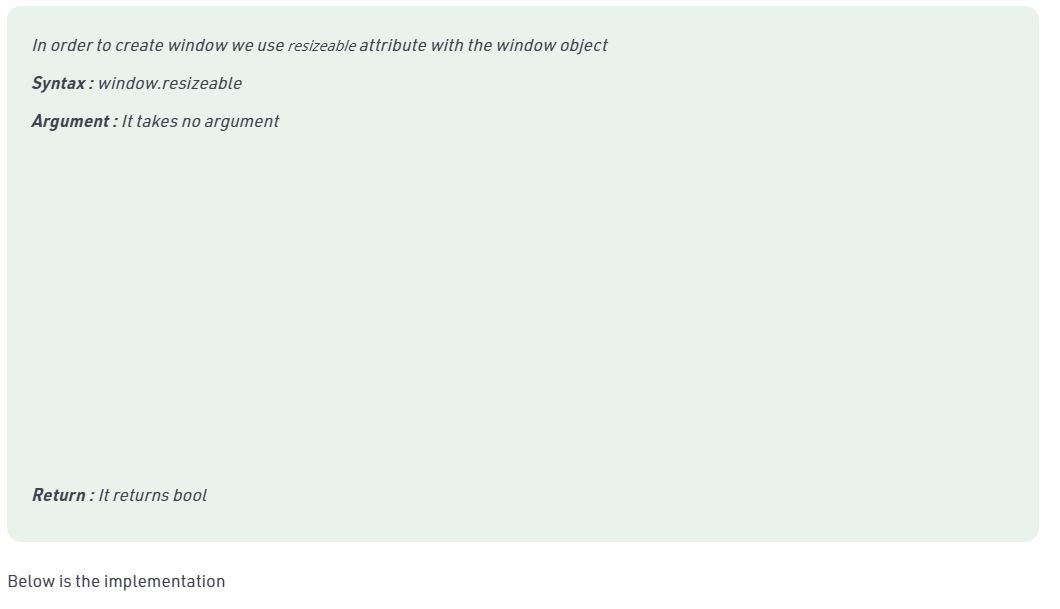 In order to create window we use resizeable attribute with the window object
Syntax : window.resizeable
Argument : It takes no argument
Return : It returns bool
Below is the implementation